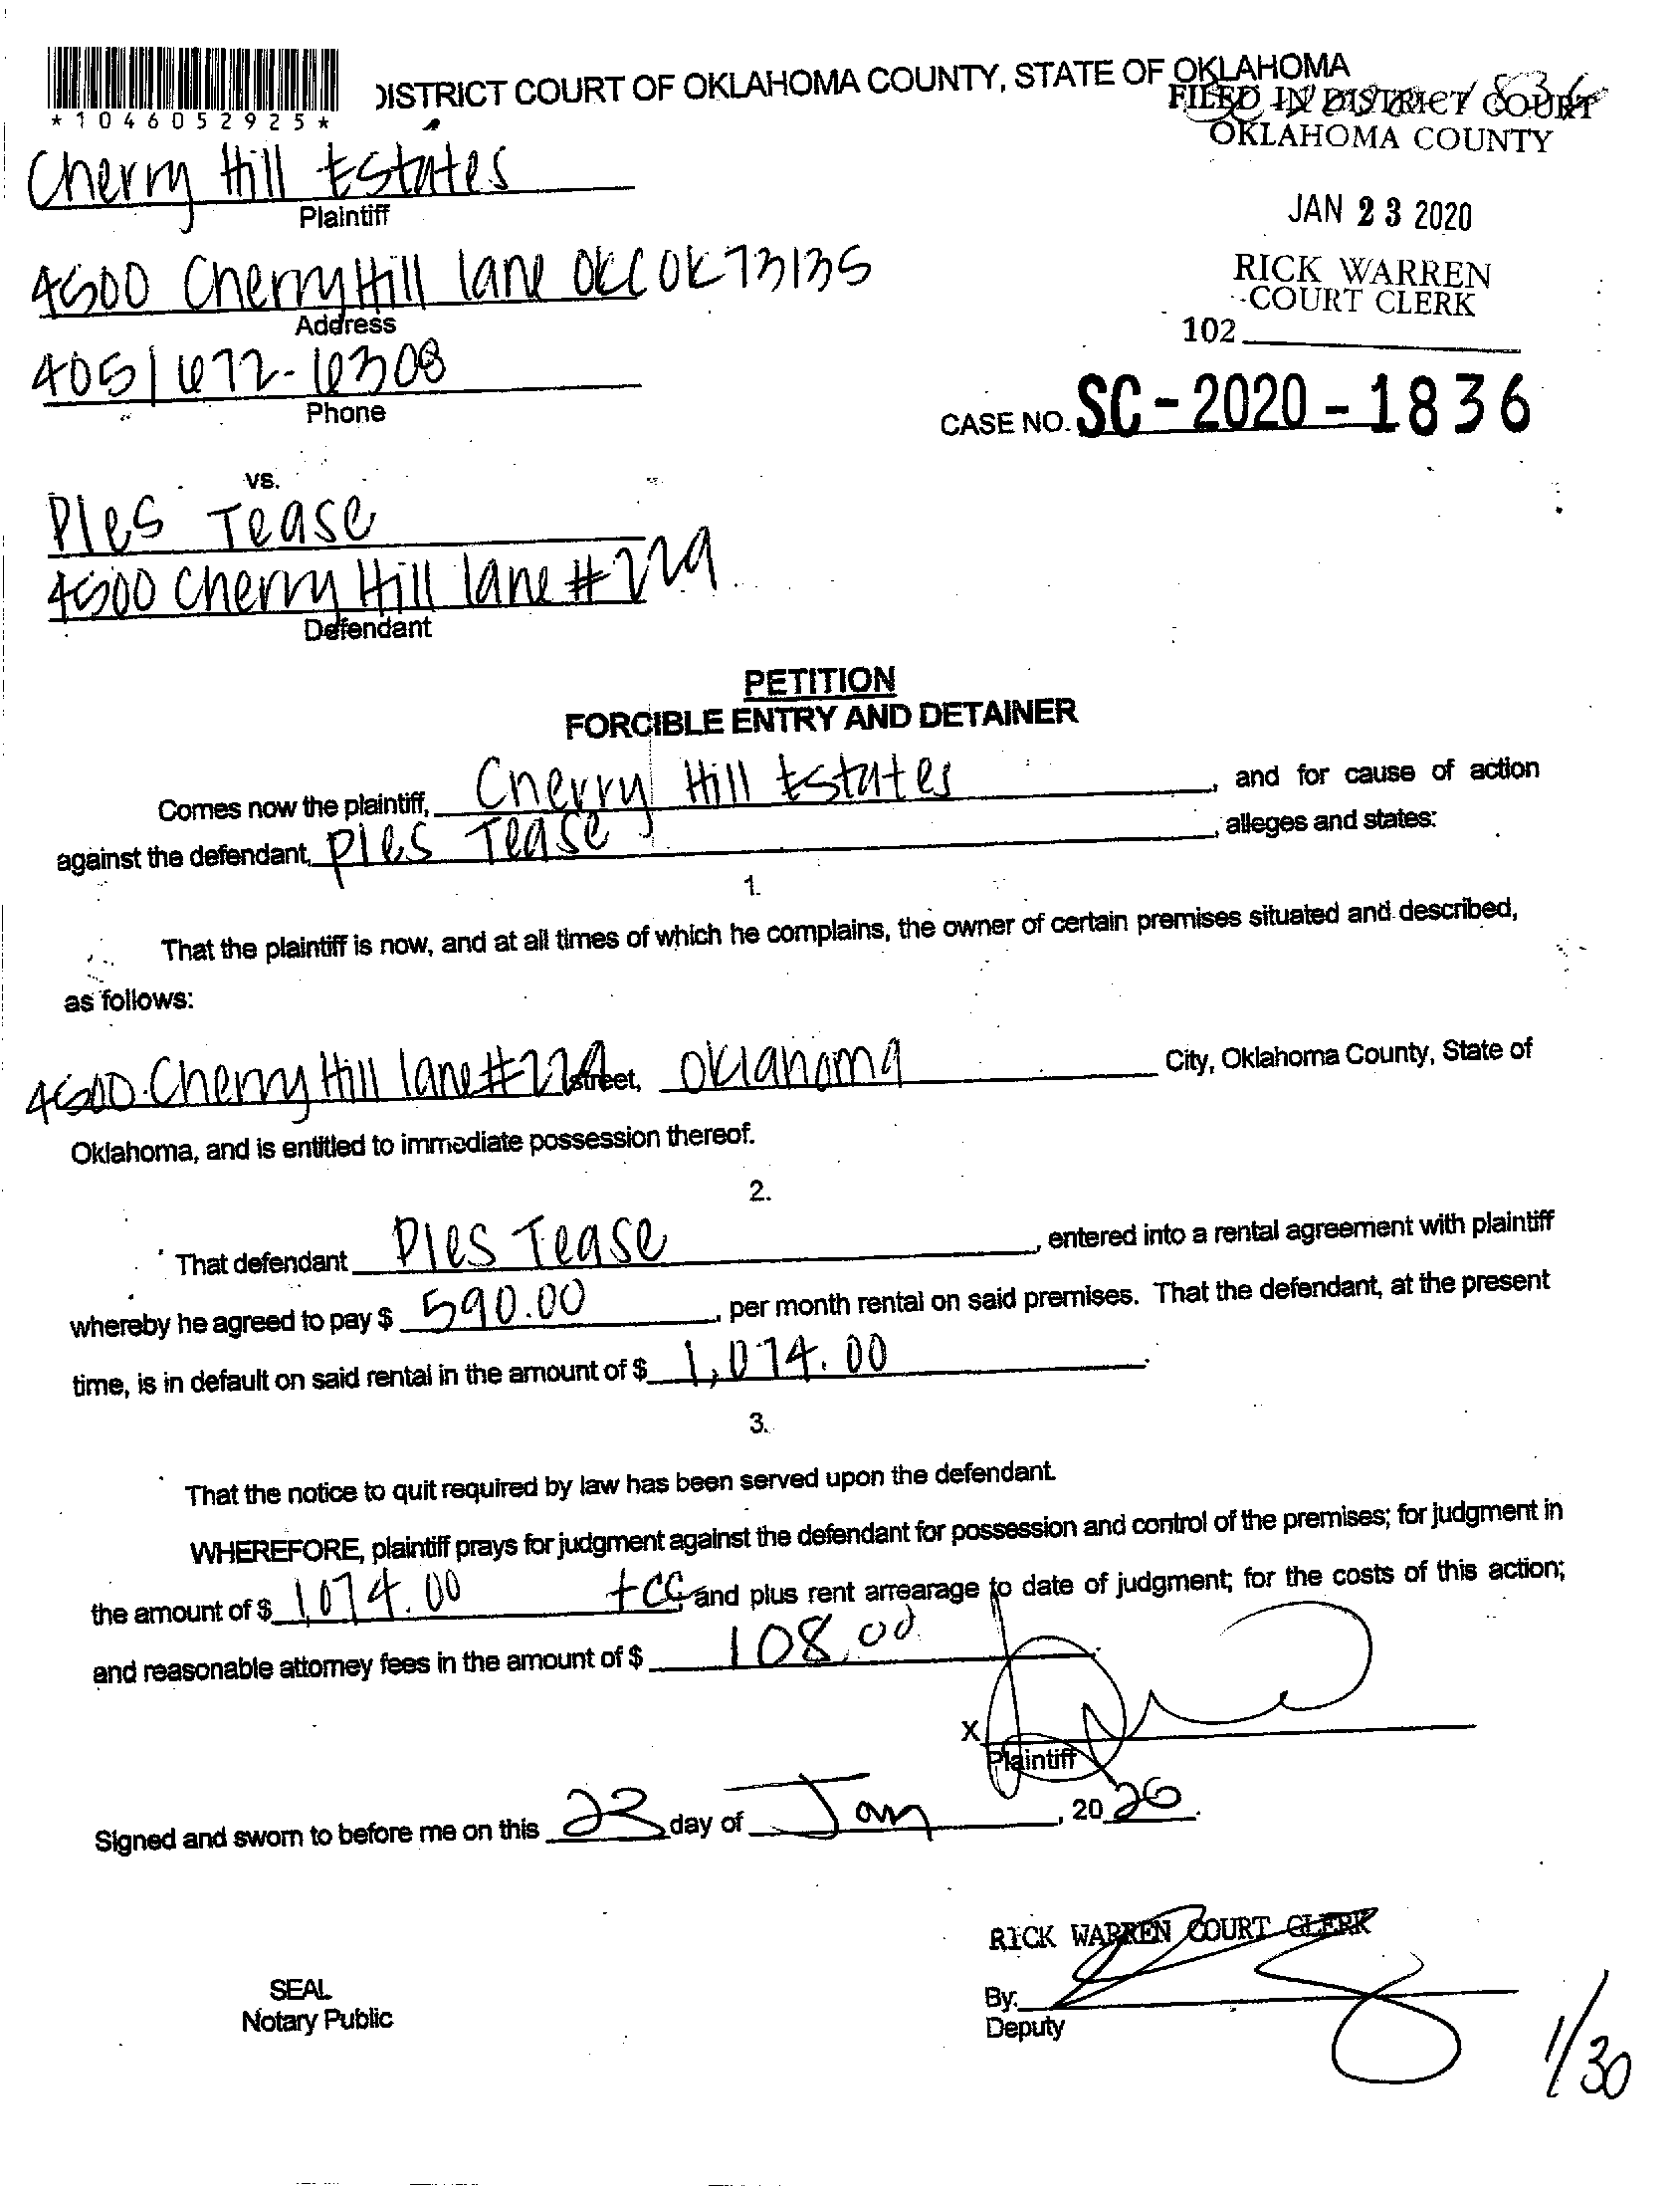 *1046052925*
DISTRICT COURT OF OKLAHOMA COUNTY, STATE OF OKLAHOMA
FILED IN DISTRICT COURT
OKLAHOMA COUNTY
Cherry Hill Estates
Plaintiff
JAN 23 2020
4500 Cherry Hill lane OKC OK 73135
Address
RICK WARREN
COURT CLERK
102
405/672-6308
Phone
CASE NO. SC-2020-1836
vs.
Ples Tease
4500 Cherry Hill lane #229
Defendant
PETITION
FORCIBLE ENTRY AND DETAINER
Comes now the plaintiff, Cherry Hill Estates, and for cause of action
against the defendant, Ples Tease, alleges and states:
1.
That the plaintiff is now, and at all times of which he complains, the owner of certain premises situated and described,
as follows:
4500 Cherry Hill lane #229 street, Oklahoma City, Oklahoma County, State of
Oklahoma, and is entitled to immediate possession thereof.
2.
That defendant Ples Tease, entered into a rental agreement with plaintiff
whereby he agreed to pay $ 590.00, per month rental on said premises. That the defendant, at the present
time, is in default on said rental in the amount of $ 1,074.00.
3.
That the notice to quit required by law has been served upon the defendant.
WHEREFORE, plaintiff prays for judgment against the defendant for possession and control of the premises; for judgment in
the amount of $ 1,074.00 + CC and plus rent arrearage to date of judgment; for the costs of this action;
and reasonable attorney fees in the amount of $ 108.00
X
Plaintiff
Signed and sworn to before me on this 23 day of Jan, 2020.
RICK WARREN COURT CLERK
SEAL
Notary Public
By:
Deputy
1/30